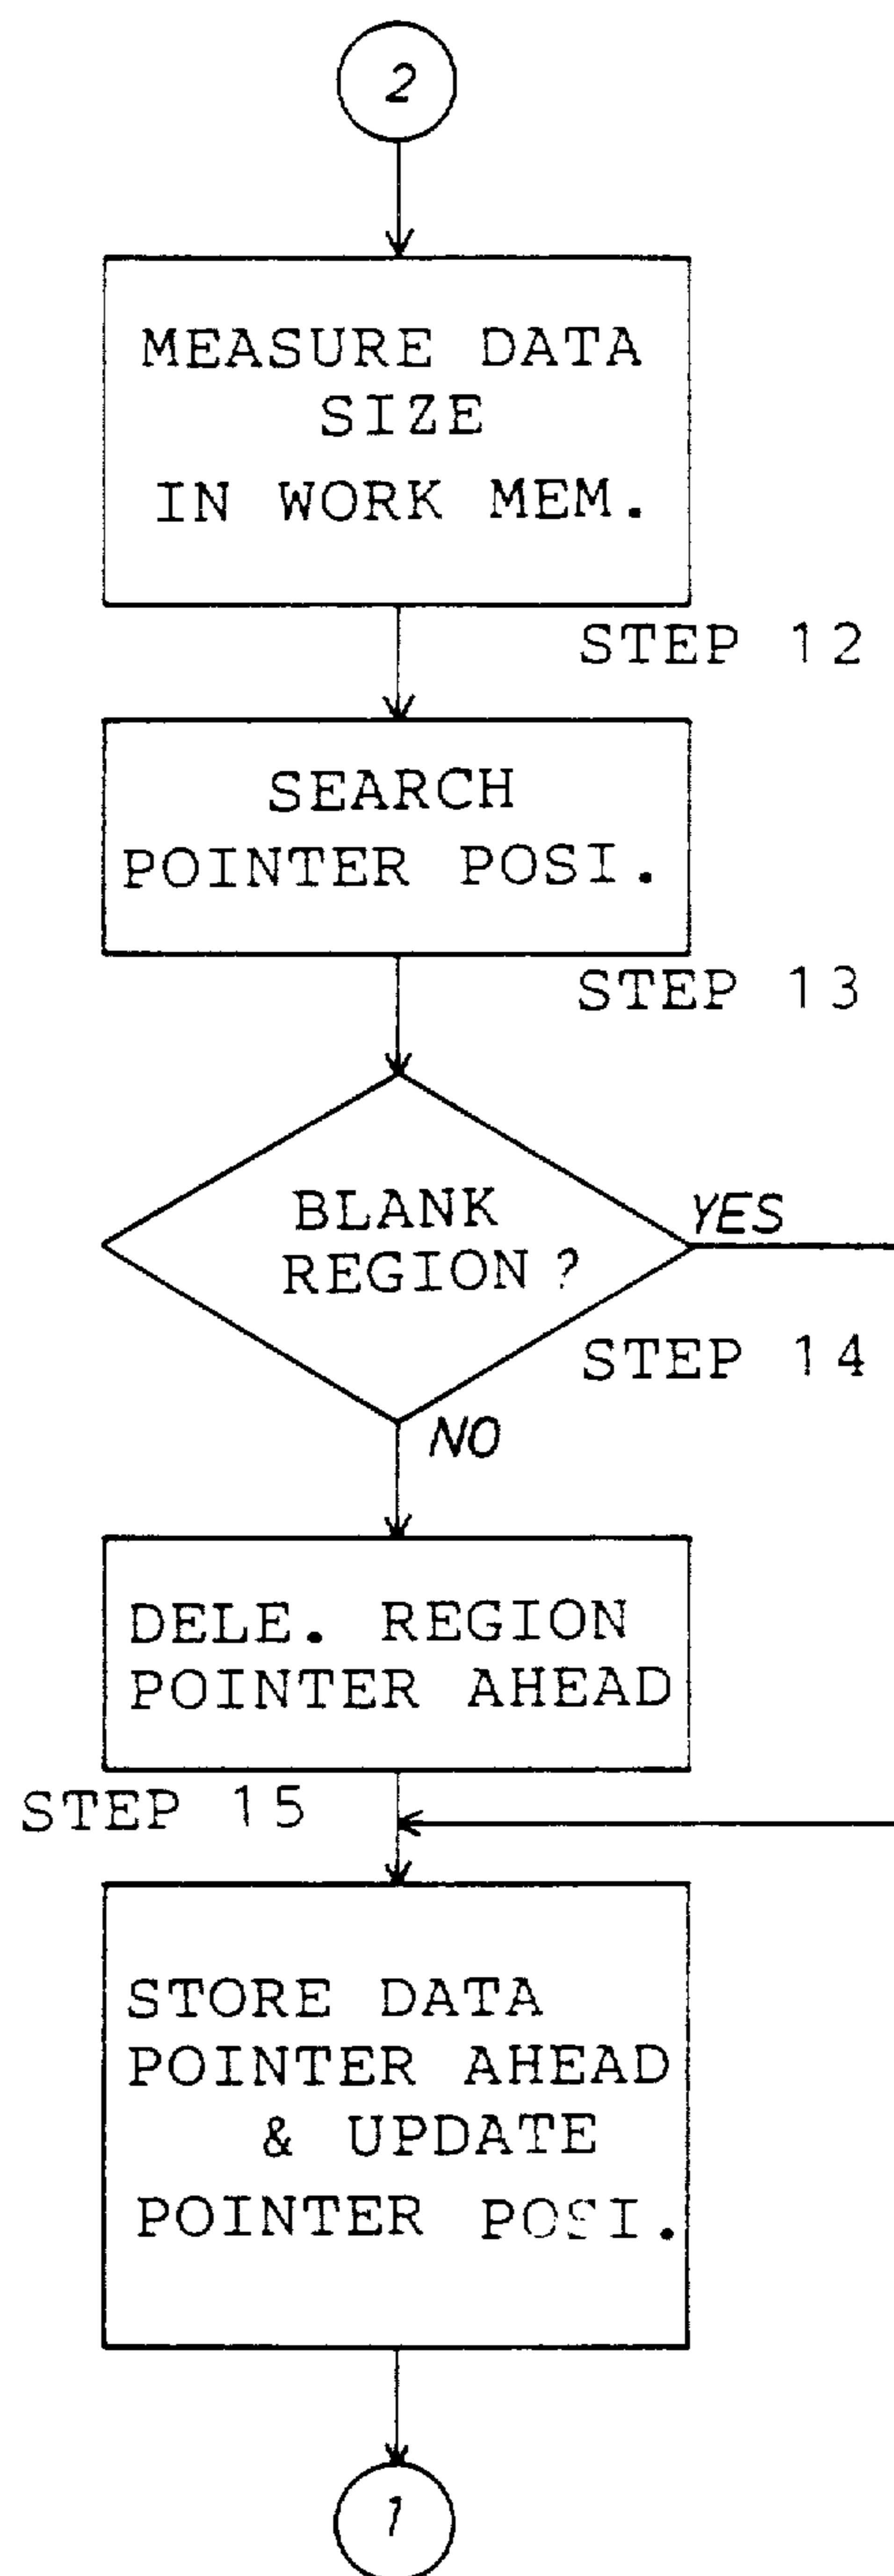 2
MEASURE DATA
SIZE
IN WORK MEM.
STEP 12
SEARCH
POINTER POSI.
STEP 13
BLANK
REGION?
YES
STEP 14
NO
DELE. REGION
POINTER AHEAD
STEP 15
STORE DATA
POINTER AHEAD
& UPDATE
POINTER POSI.
1